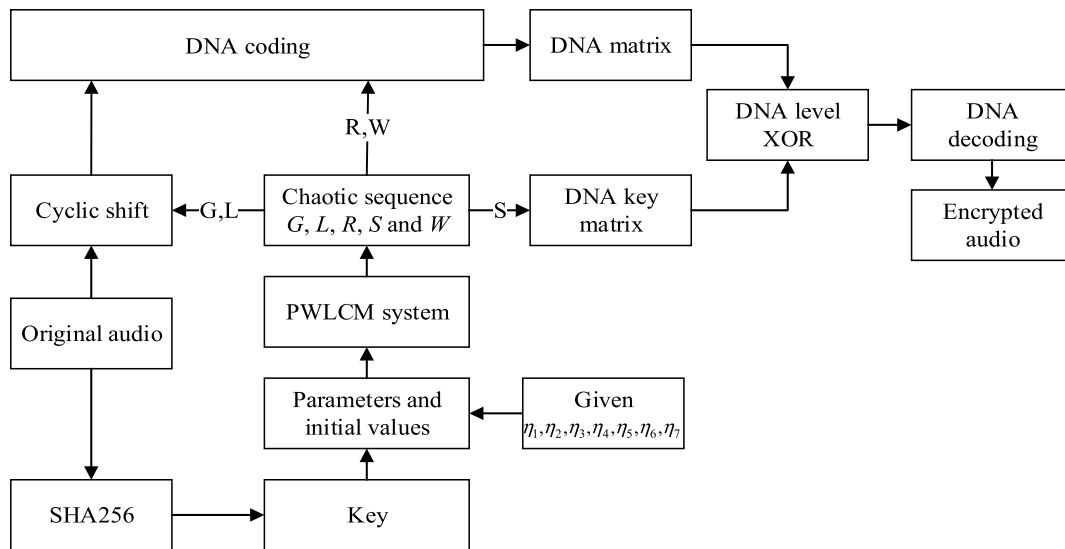 DNA coding
DNA matrix
DNA level
XOR
DNA
decoding
R,W
Cyclic shift
G,L
Chaotic sequence
G, L, R, S and W
S
DNA key
matrix
Encrypted
audio
Original audio
PWLCM system
Parameters and
initial values
Given
η₁,η₂,η₃,η₄,η₅,η₆,η₇
SHA256
Key